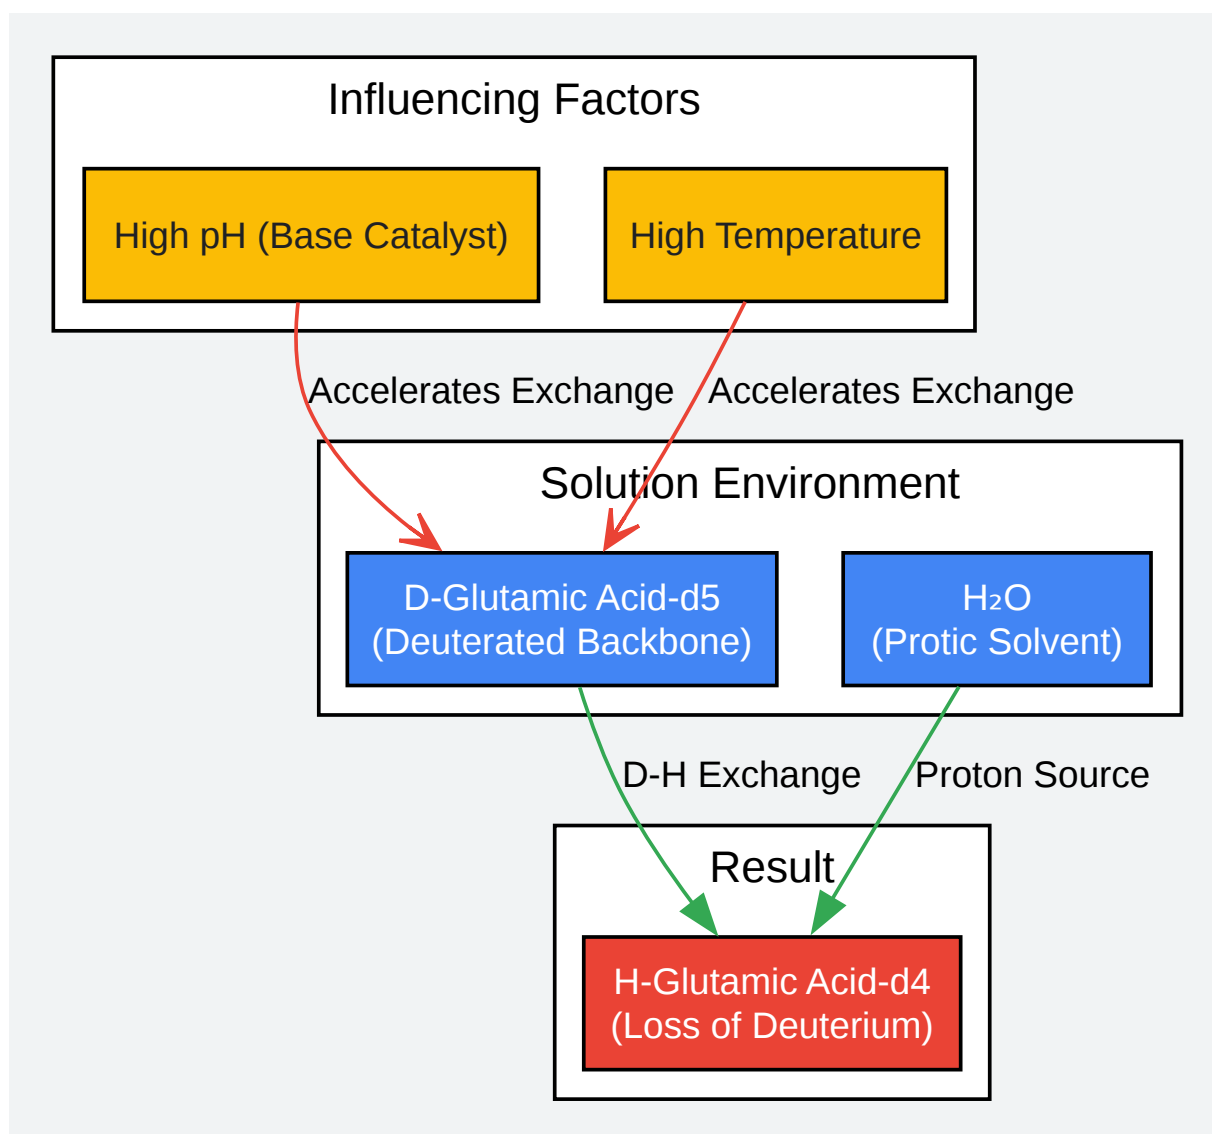 Influencing Factors
High pH (Base Catalyst)
High Temperature
Accelerates Exchange
Accelerates Exchange
Solution Environment
D-Glutamic Acid-d5
(Deuterated Backbone)
H₂O
(Protic Solvent)
D-H Exchange
Proton Source
Result
H-Glutamic Acid-d4
(Loss of Deuterium)